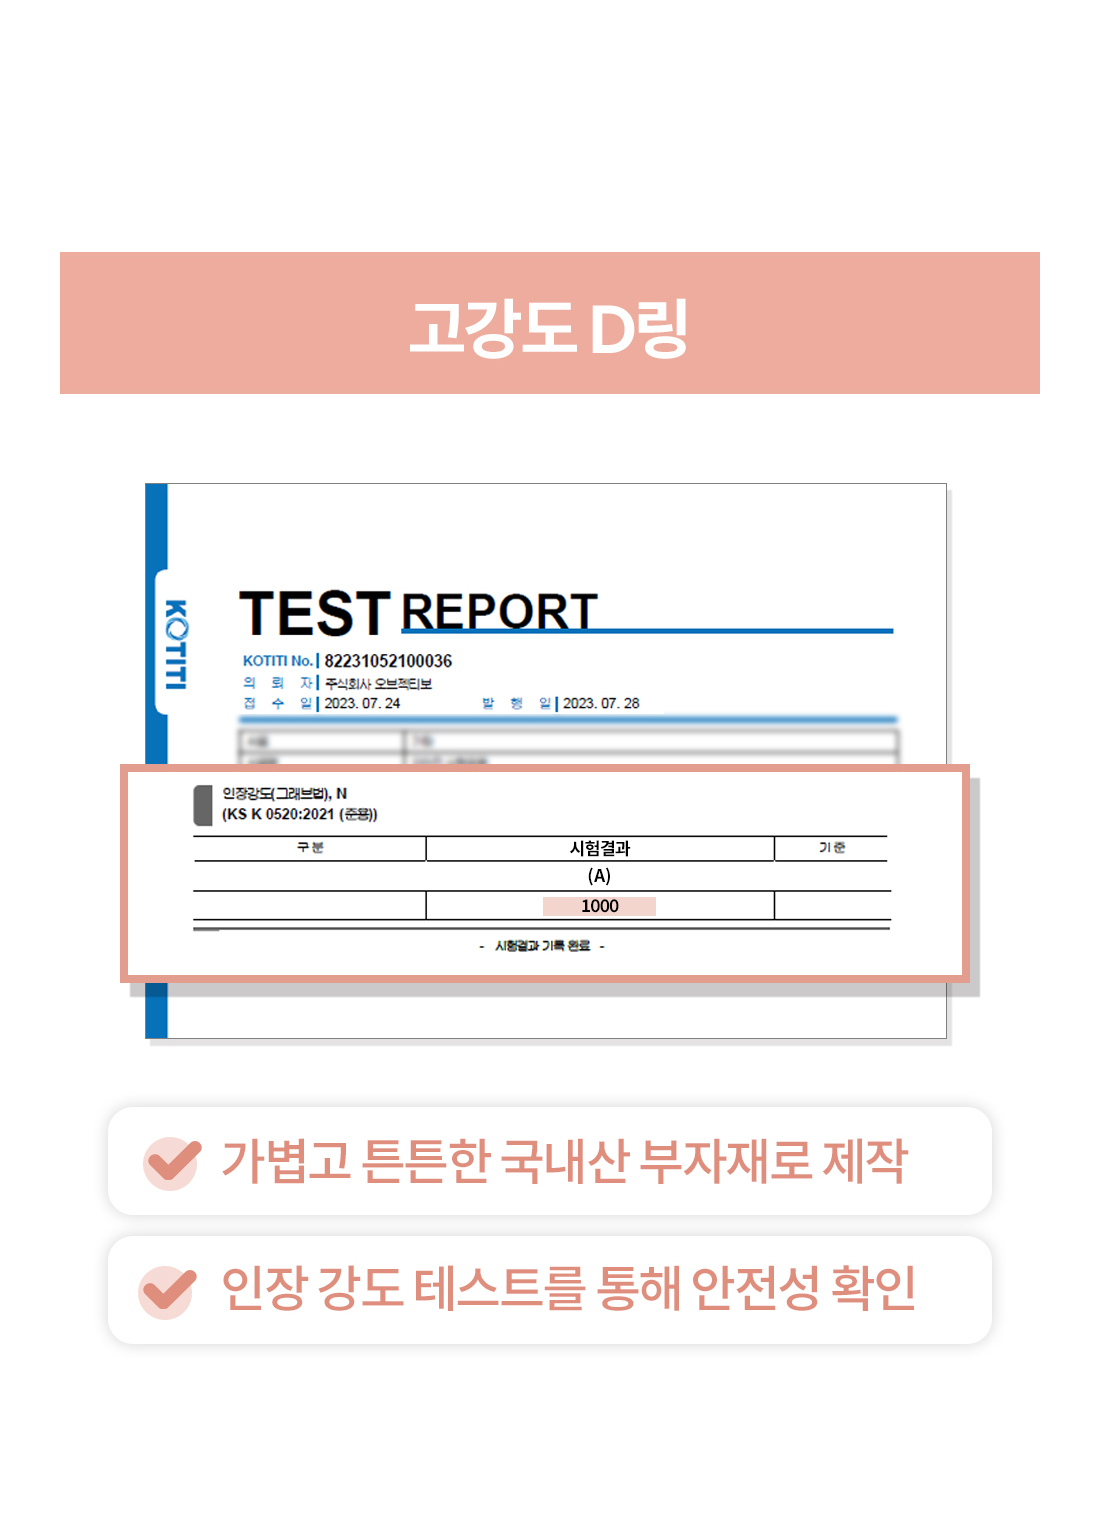 고강도 D링
KOTITI
TEST REPORT
KOTITI No. 82231052100036
의 뢰 자 주식회사 오브젝티보
접 수 일 2023. 07. 24 발 행 일 2023. 07. 28
인장강도(그래브법), N
(KS K 0520:2021 (준용))
구 분 시험결과 기 준
(A)
1000
- 시험결과 기록 완료 -
가볍고 튼튼한 국내산 부자재로 제작
인장 강도 테스트를 통해 안전성 확인